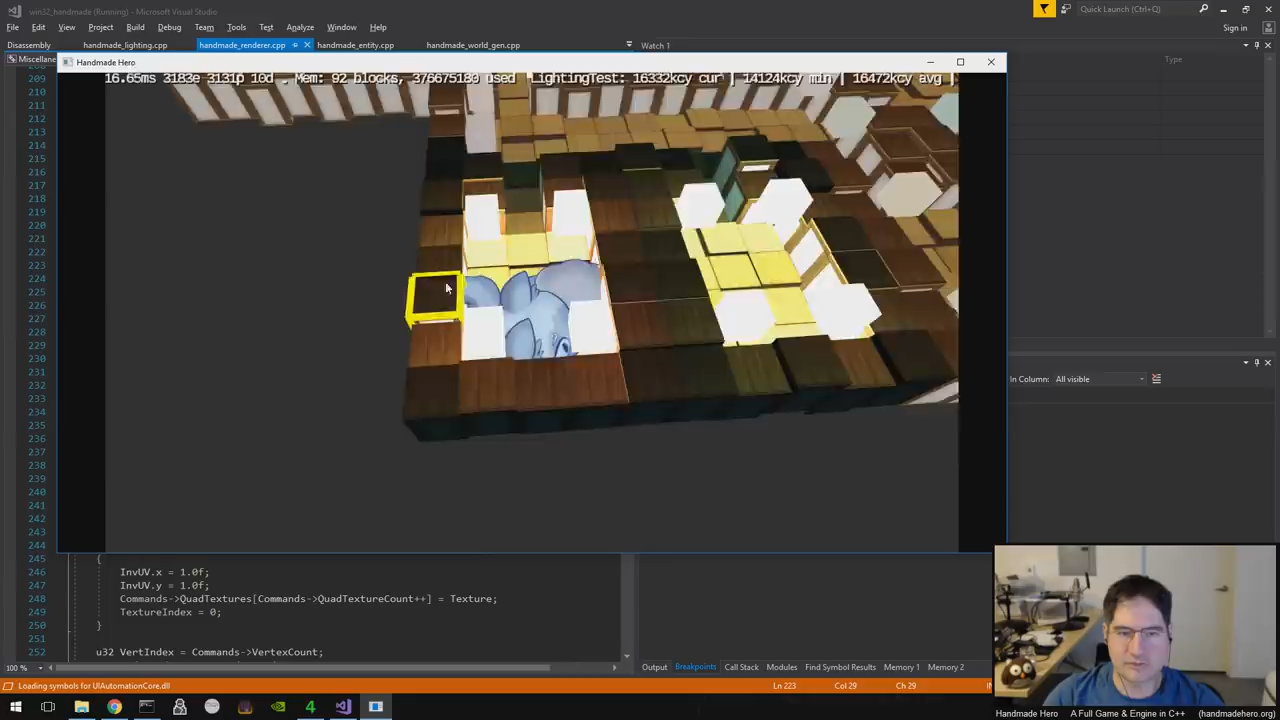 win32_handmade (Running) - Microsoft Visual Studio
Quick Launch (Ctrl+Q)
File Edit View Project Build Debug Team Tools Test Analyze Window Help
Sign in
Disassembly handmade_lighting.cpp handmade_renderer.cpp handmade_entity.cpp handmade_world_gen.cpp
Watch 1
Miscellane
Handmade Hero
Type
16.65ms 3183e 3131p 10d . Mem: 92 blocks, 376675180 used LightingTest: 16332kcy cur | 14124kcy min | 16472kcy avg |
209
210
211
212
213
214
215
216
217
218
219
220
221
222
223
224
225
226
227
228
229
230
231
232
233
234
235
236
237
238
239
240
241
242
243
244
In Column: All visible
245 {
246 InvUV.x = 1.0f;
247 InvUV.y = 1.0f;
248 Commands->QuadTextures[Commands->QuadTextureCount++] = Texture;
249 TextureIndex = 0;
250 }
251
252 u32 VertIndex = Commands->VertexCount;
100 %
Output Breakpoints Call Stack Modules Find Symbol Results Memory 1 Memory 2
Loading symbols for UIAutomationCore.dll
Ln 223 Col 29 Ch 29 IN
4
Handmade Hero A Full Game & Engine in C++ (handmadehero.org)